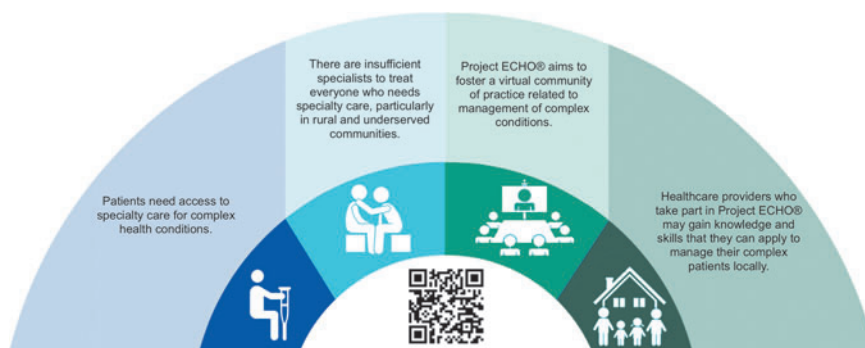 Patients need access to
specialty care for complex
health conditions.
There are insufficient
specialists to treat
everyone who needs
specialty care, particularly
in rural and underserved
communities.
Project ECHO® aims to
foster a virtual community
of practice related to
management of complex
conditions.
Healthcare providers who
take part in Project ECHO®
may gain knowledge and
skills that they can apply to
manage their complex
patients locally.